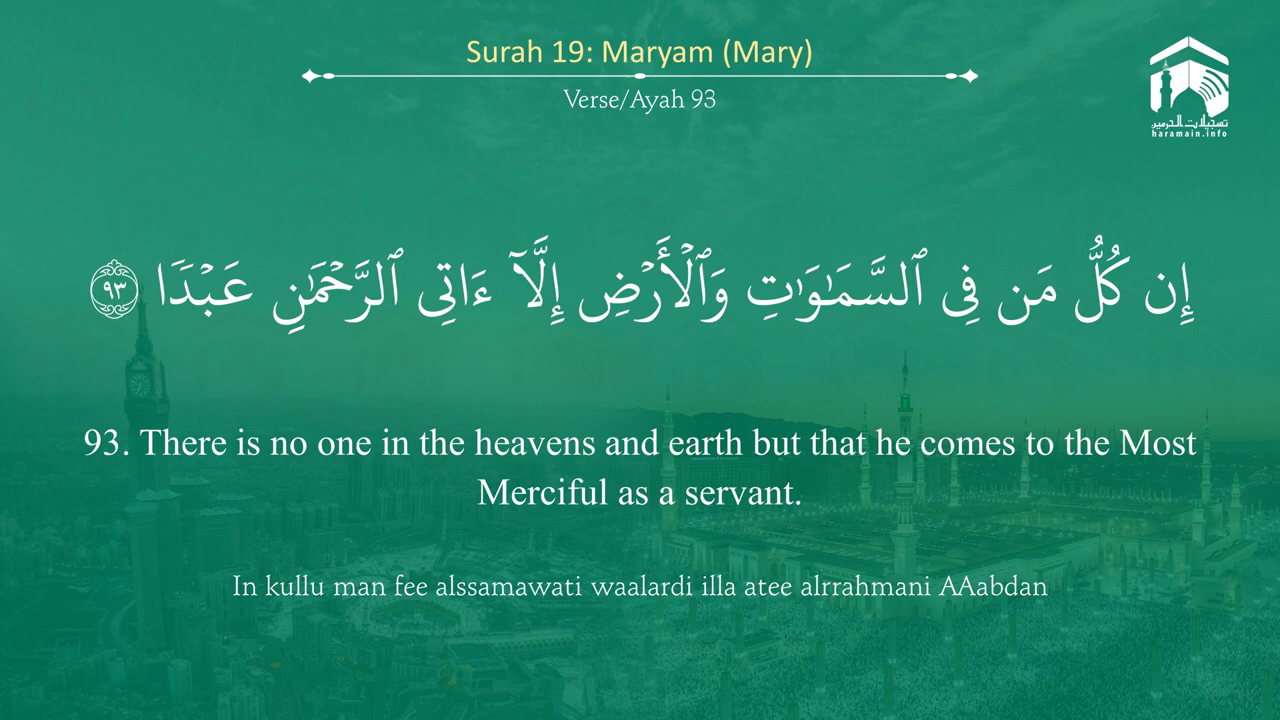 Surah 19: Maryam (Mary)
Verse/Ayah 93
تسجيلات الحرمين
haramain.info
إِن كُلُّ مَن فِى ٱلسَّمَـٰوَٰتِ وَٱلْأَرْضِ إِلَّآ ءَاتِى ٱلرَّحْمَـٰنِ عَبْدًا ٩٣
93. There is no one in the heavens and earth but that he comes to the Most
Merciful as a servant.
In kullu man fee alssamawati waalardi illa atee alrrahmani AAabdan